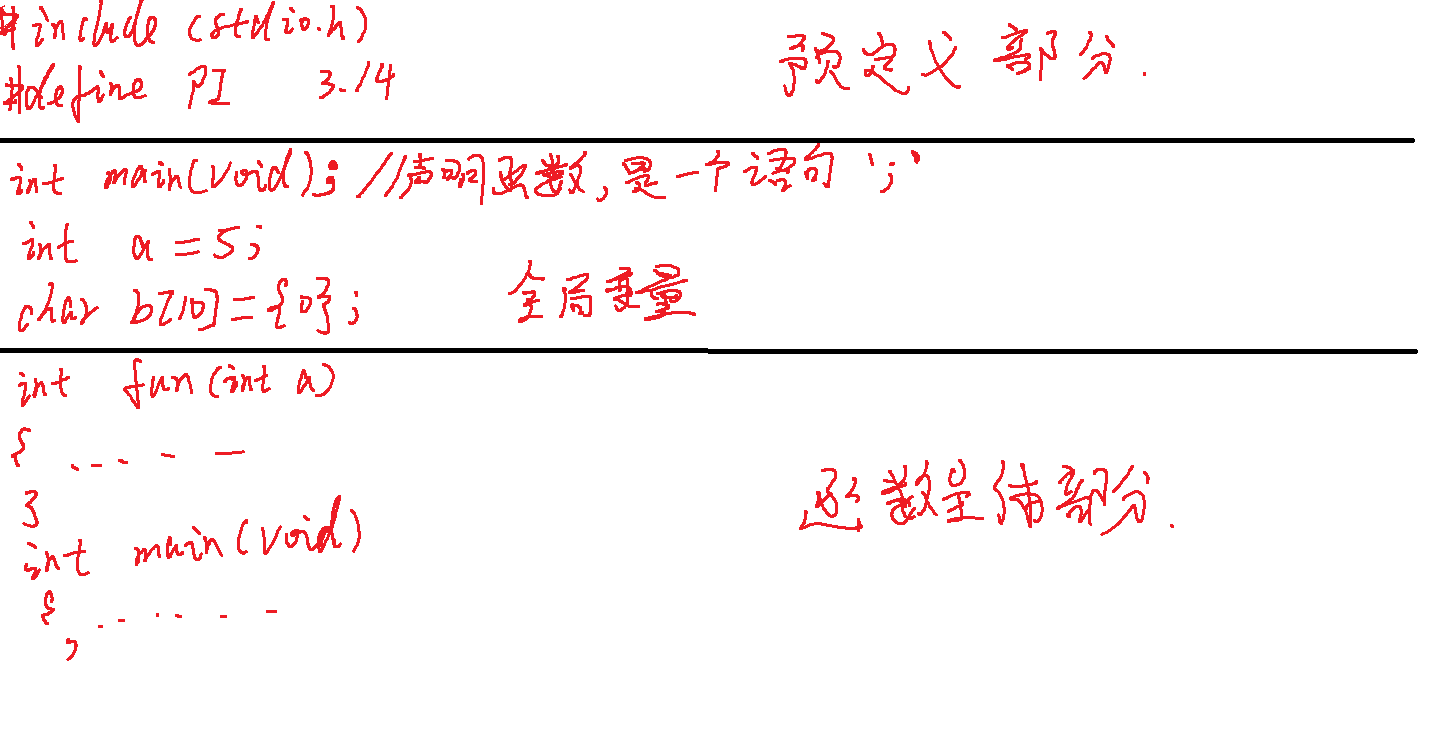 #include (stdio.h)
#define PI 3.14
预定义部分.
int main(void); //声明函数,是一个语句 ';'
int a = 5;
char b[10] = {0};
全局变量
int fun (int a)
{ ......
}
int main(void)
{ ......
}
函数主体部分.